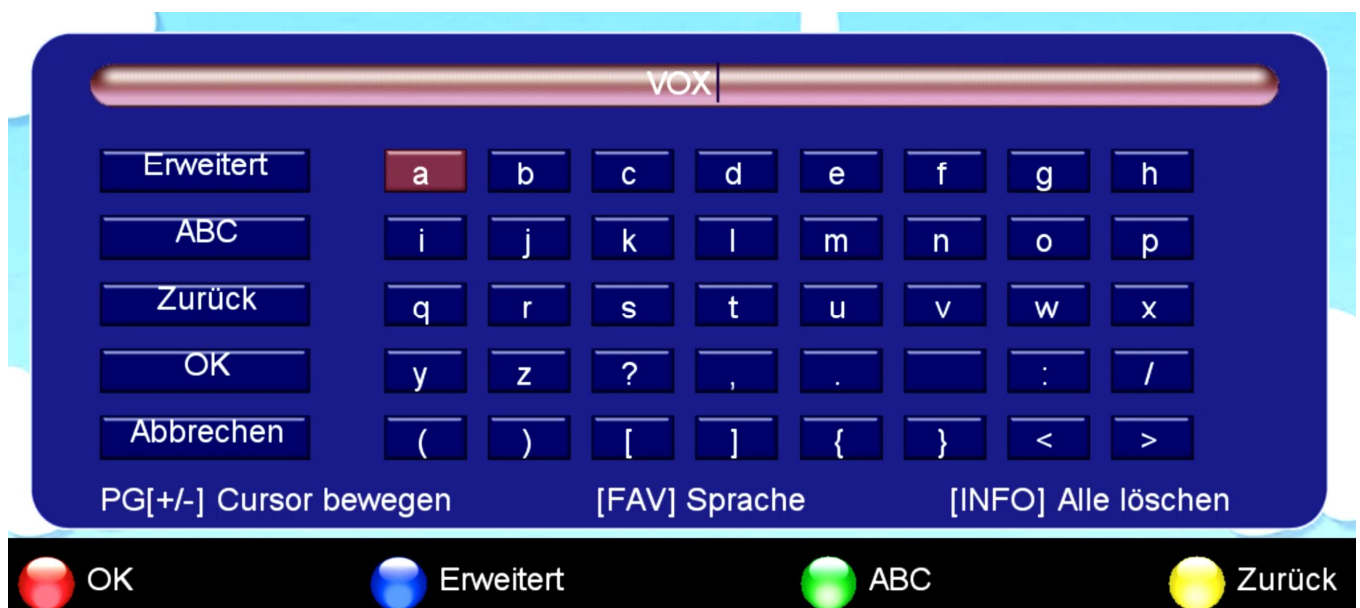 VOX
Erweitert a b c d e f g h
ABC i j k l m n o p
Zurück q r s t u v w x
OK y z ? , . : /
Abbrechen ( ) [ ] { } < >
PG[+/-] Cursor bewegen [FAV] Sprache [INFO] Alle löschen
OK Erweitert ABC Zurück